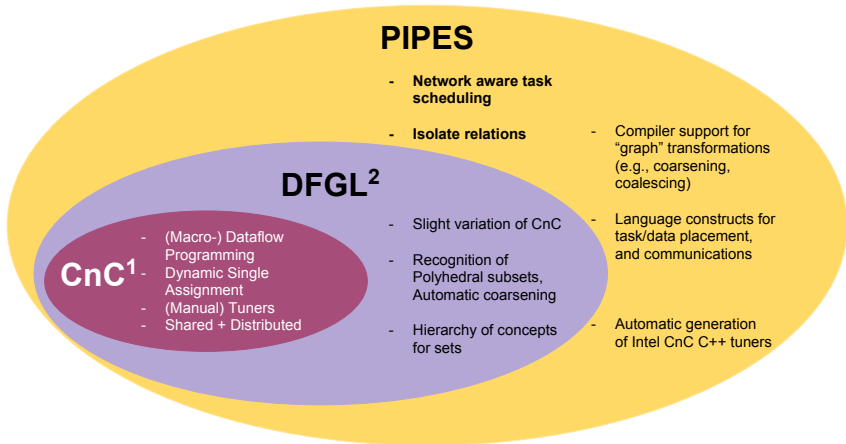 PIPES
- Network aware task
scheduling
- Isolate relations
- Compiler support for
“graph” transformations
(e.g., coarsening,
coalescing)
- Language constructs for
task/data placement,
and communications
- Automatic generation
of Intel CnC C++ tuners
DFGL²
- Slight variation of CnC
- Recognition of
Polyhedral subsets,
Automatic coarsening
- Hierarchy of concepts
for sets
CnC¹
- (Macro-) Dataflow
Programming
- Dynamic Single
Assignment
- (Manual) Tuners
- Shared + Distributed